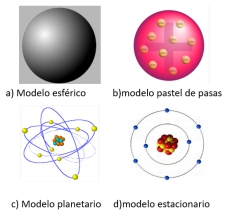 a) Modelo esférico
b)modelo pastel de pasas
c) Modelo planetario
d)modelo estacionario